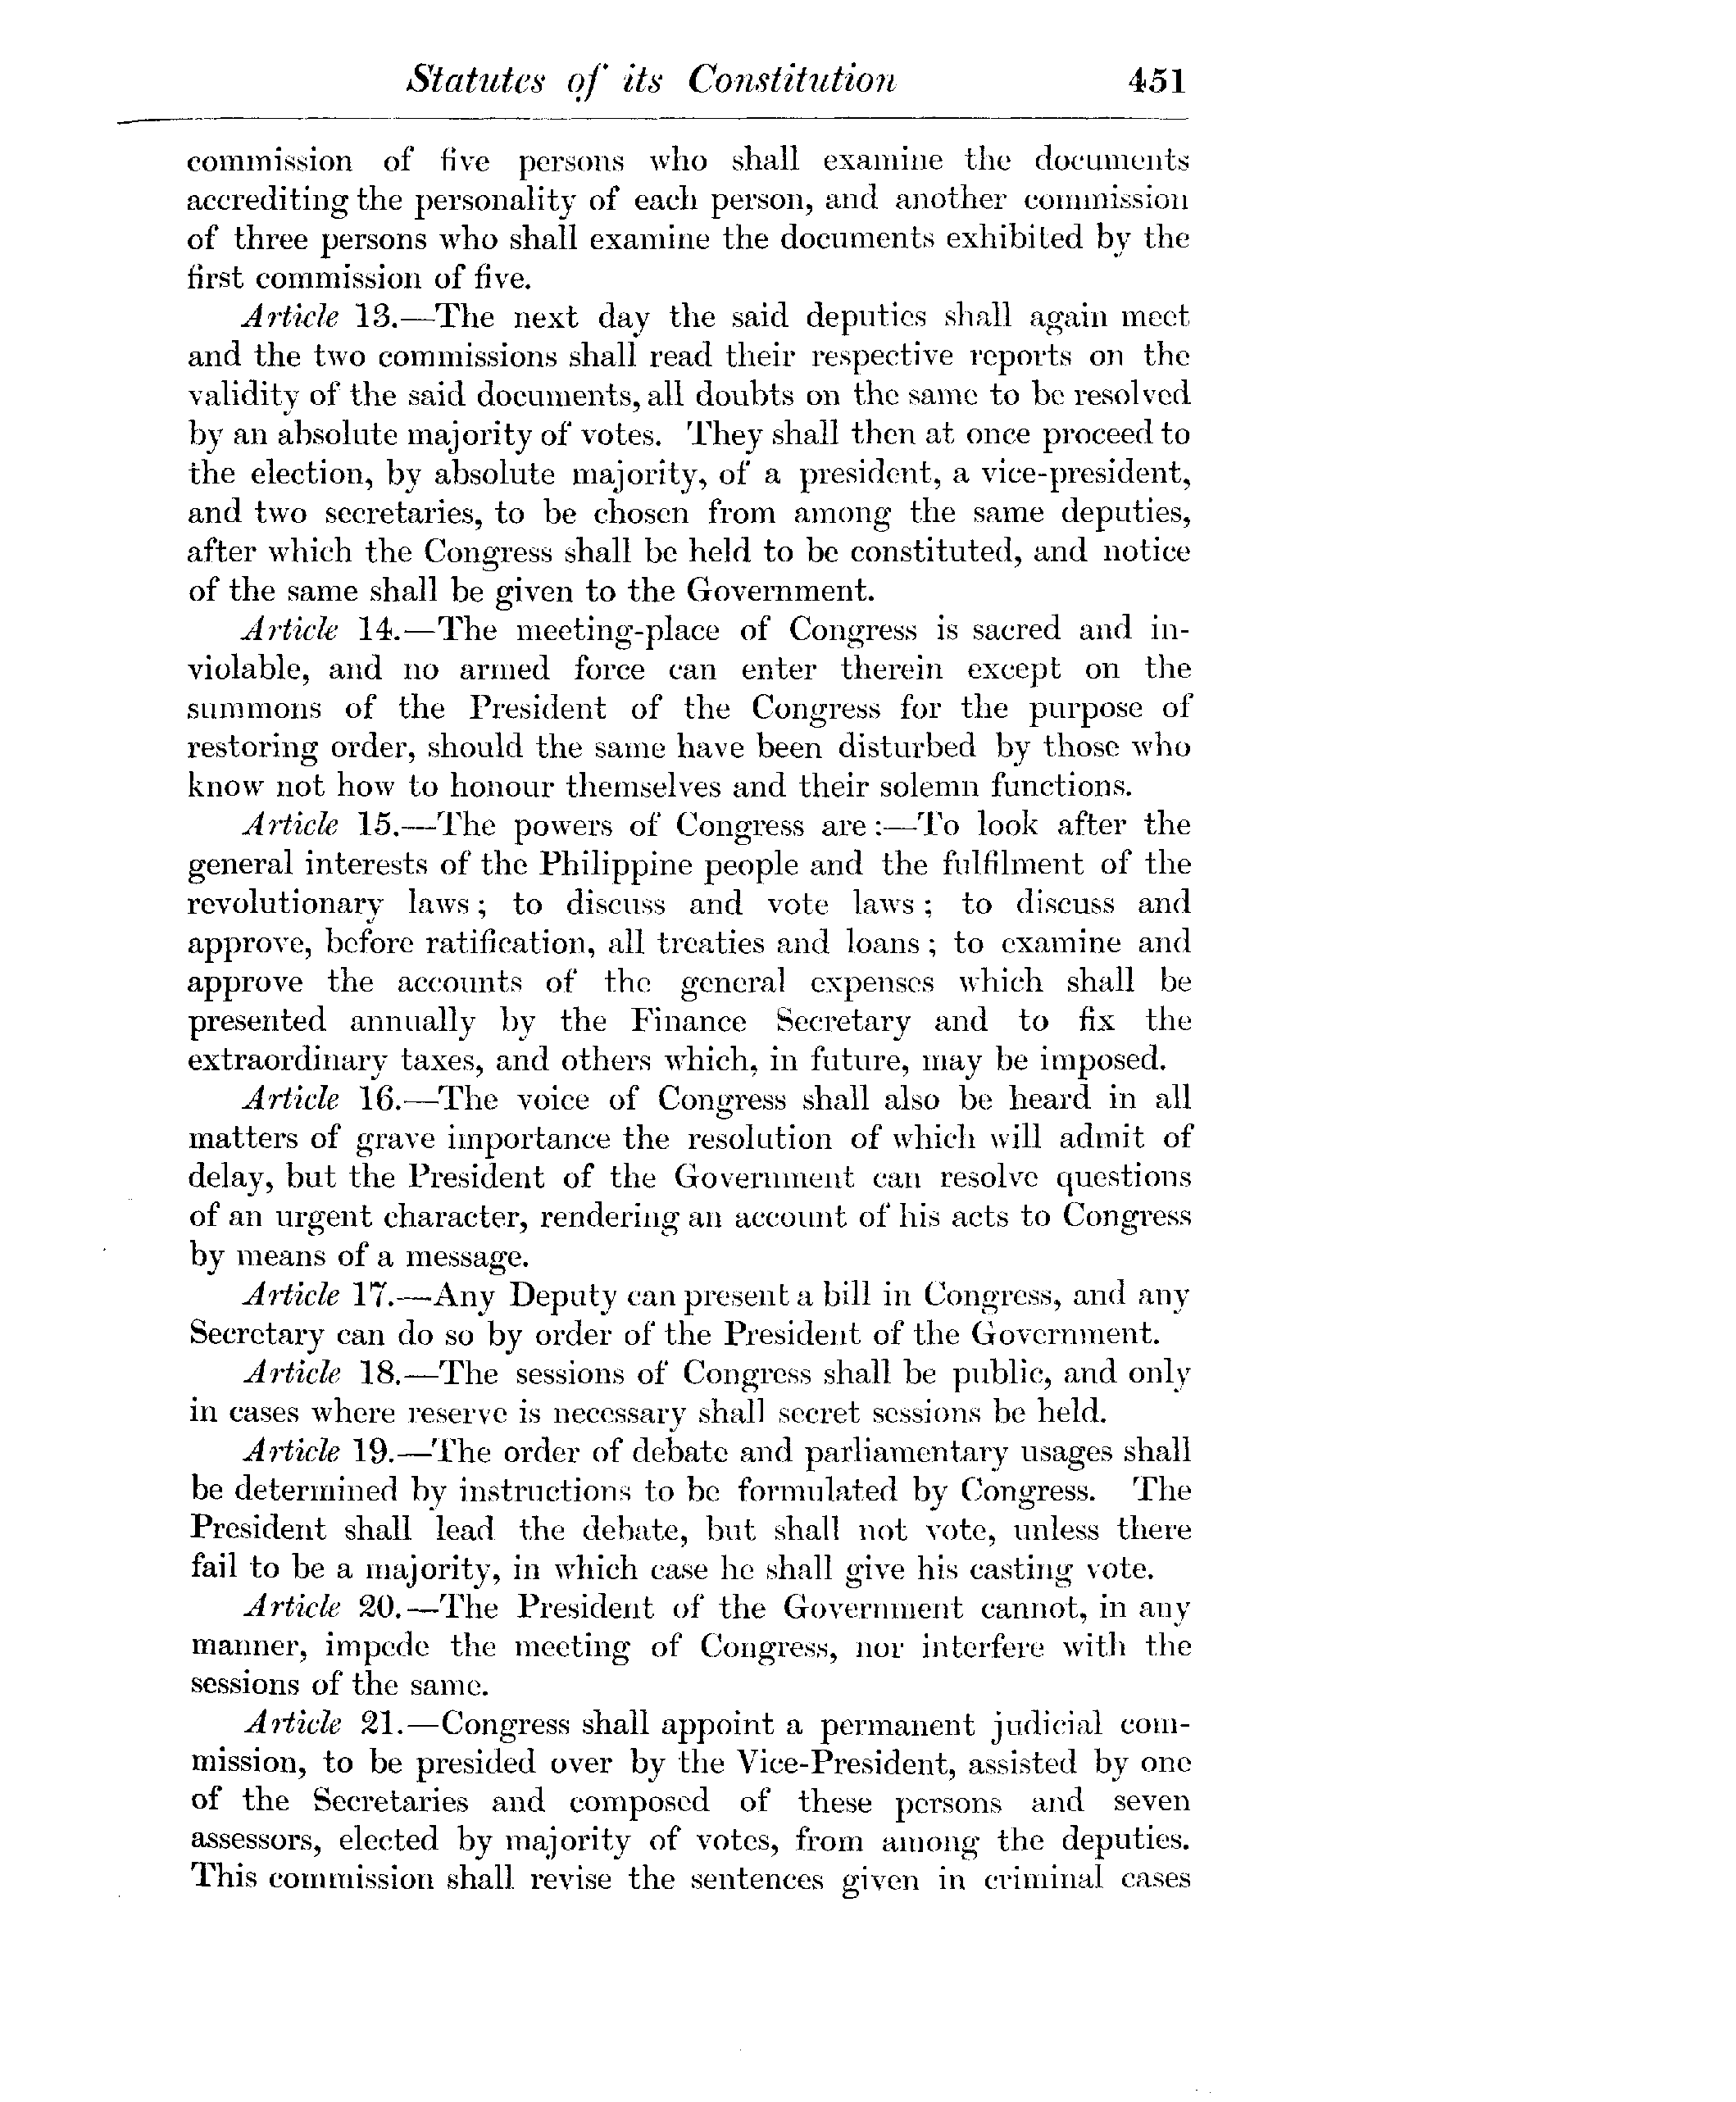 Statutes of its Constitution 451
commission of five persons who shall examine the documents
accrediting the personality of each person, and another commission
of three persons who shall examine the documents exhibited by the
first commission of five.
Article 13.—The next day the said deputies shall again meet
and the two commissions shall read their respective reports on the
validity of the said documents, all doubts on the same to be resolved
by an absolute majority of votes. They shall then at once proceed to
the election, by absolute majority, of a president, a vice-president,
and two secretaries, to be chosen from among the same deputies,
after which the Congress shall be held to be constituted, and notice
of the same shall be given to the Government.
Article 14.—The meeting-place of Congress is sacred and in-
violable, and no armed force can enter therein except on the
summons of the President of the Congress for the purpose of
restoring order, should the same have been disturbed by those who
know not how to honour themselves and their solemn functions.
Article 15.—The powers of Congress are:—To look after the
general interests of the Philippine people and the fulfilment of the
revolutionary laws; to discuss and vote laws; to discuss and
approve, before ratification, all treaties and loans; to examine and
approve the accounts of the general expenses which shall be
presented annually by the Finance Secretary and to fix the
extraordinary taxes, and others which, in future, may be imposed.
Article 16.—The voice of Congress shall also be heard in all
matters of grave importance the resolution of which will admit of
delay, but the President of the Government can resolve questions
of an urgent character, rendering an account of his acts to Congress
by means of a message.
Article 17.—Any Deputy can present a bill in Congress, and any
Secretary can do so by order of the President of the Government.
Article 18.—The sessions of Congress shall be public, and only
in cases where reserve is necessary shall secret sessions be held.
Article 19.—The order of debate and parliamentary usages shall
be determined by instructions to be formulated by Congress. The
President shall lead the debate, but shall not vote, unless there
fail to be a majority, in which case he shall give his casting vote.
Article 20.—The President of the Government cannot, in any
manner, impede the meeting of Congress, nor interfere with the
sessions of the same.
Article 21.—Congress shall appoint a permanent judicial com-
mission, to be presided over by the Vice-President, assisted by one
of the Secretaries and composed of these persons and seven
assessors, elected by majority of votes, from among the deputies.
This commission shall revise the sentences given in criminal cases